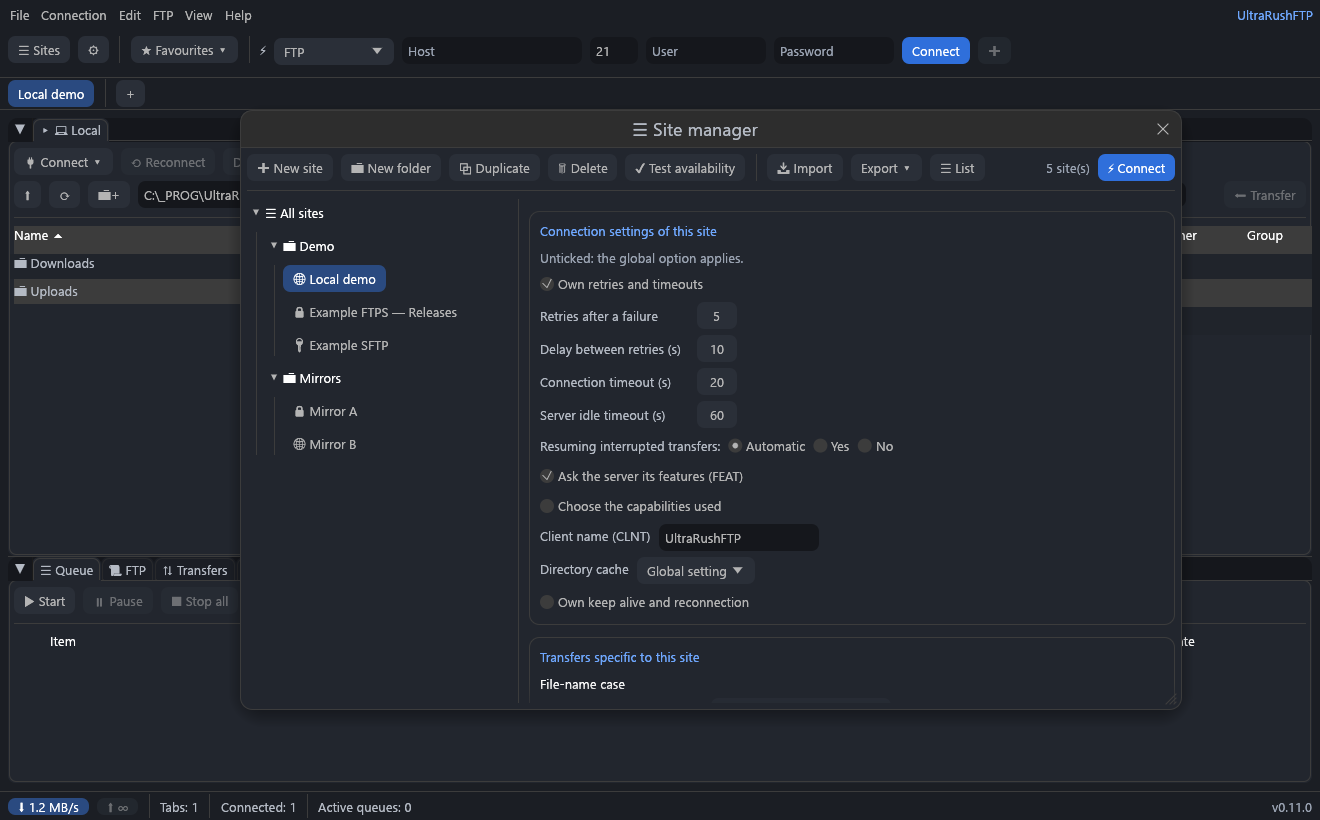 File Connection Edit FTP View Help UltraRushFTP
Sites Favourites FTP Host 21 User Password Connect +
Local demo +
Local
Site manager
Connect Reconnect D
New site New folder Duplicate Delete Test availability Import Export List 5 site(s) Connect
C:\_PROG\UltraR
Transfer
All sites
Name
Group
Demo
Downloads
Local demo
Uploads
Example FTPS — Releases
Example SFTP
Mirrors
Mirror A
Mirror B
Connection settings of this site
Unticked: the global option applies.
Own retries and timeouts
Retries after a failure 5
Delay between retries (s) 10
Connection timeout (s) 20
Server idle timeout (s) 60
Resuming interrupted transfers: Automatic Yes No
Ask the server its features (FEAT)
Choose the capabilities used
Client name (CLNT) UltraRushFTP
Directory cache Global setting
Own keep alive and reconnection
Transfers specific to this site
File-name case
Queue FTP Transfers
Start Pause Stop all
Item
1.2 MB/s ∞ Tabs: 1 Connected: 1 Active queues: 0 v0.11.0